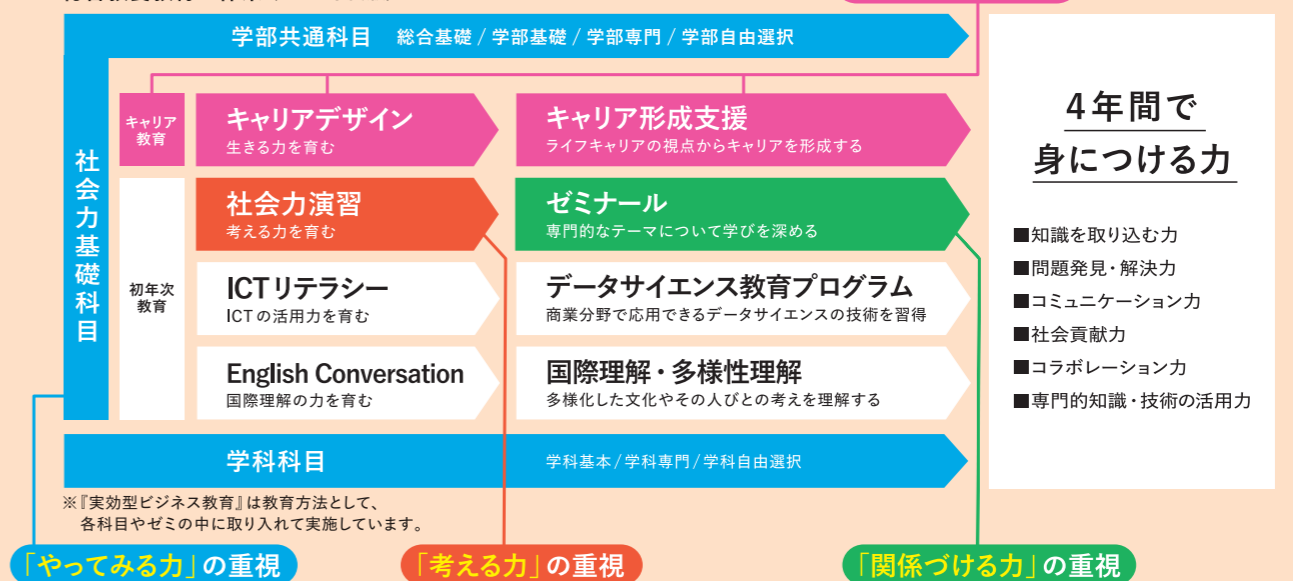 学部共通科目 総合基礎 / 学部基礎 / 学部専門 / 学部自由選択
社会力基礎科目
キャリア
教育
キャリアデザイン
生きる力を育む
キャリア形成支援
ライフキャリアの視点からキャリアを形成する
初年次
教育
社会力演習
考える力を育む
ゼミナール
専門的なテーマについて学びを深める
ICTリテラシー
ICTの活用力を育む
データサイエンス教育プログラム
商業分野で応用できるデータサイエンスの技術を習得
English Conversation
国際理解の力を育む
国際理解・多様性理解
多様化した文化やその人びとの考えを理解する
学科科目 学科基本/学科専門/学科自由選択
※『実効型ビジネス教育』は教育方法として、
各科目やゼミの中に取り入れて実施しています。
「やってみる力」の重視
「考える力」の重視
「関係づける力」の重視
4年間で
身につける力
■知識を取り込む力
■問題発見・解決力
■コミュニケーション力
■社会貢献力
■コラボレーション力
■専門的知識・技術の活用力